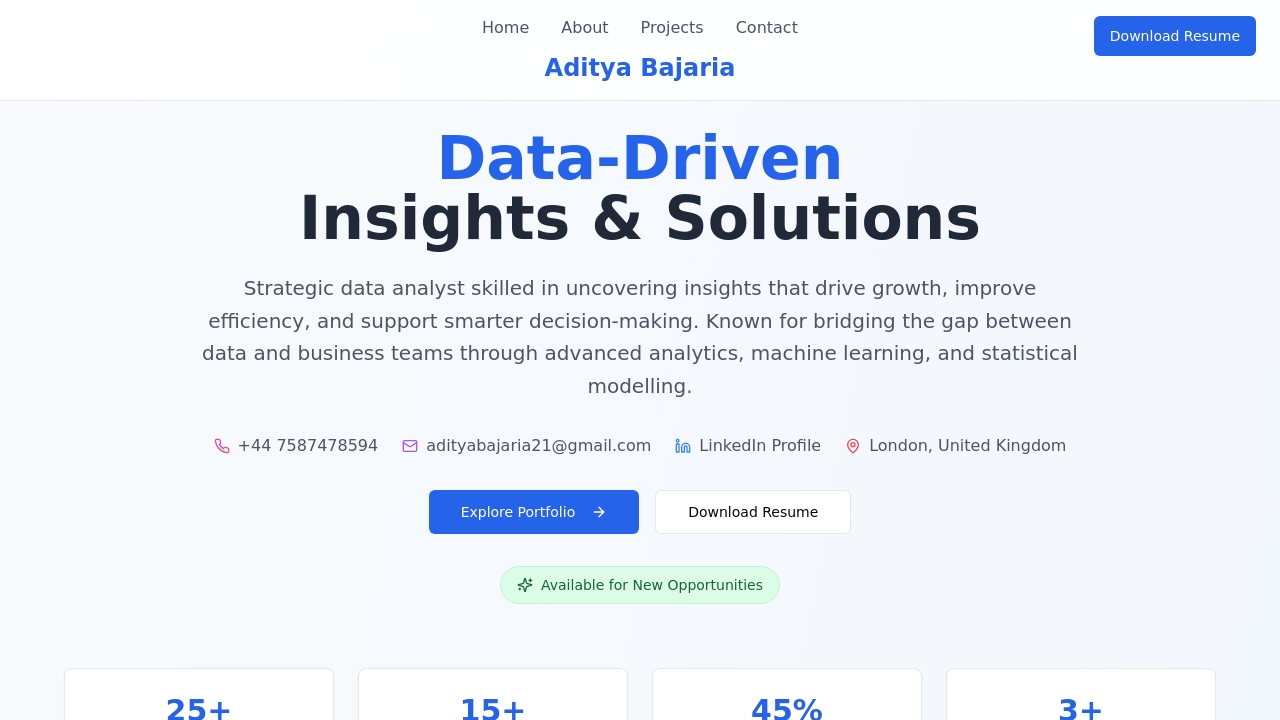 Home About Projects Contact
Download Resume
Aditya Bajaria
Data-Driven
Insights & Solutions
Strategic data analyst skilled in uncovering insights that drive growth, improve
efficiency, and support smarter decision-making. Known for bridging the gap between
data and business teams through advanced analytics, machine learning, and statistical
modelling.
+44 7587478594 adityabajaria21@gmail.com LinkedIn Profile London, United Kingdom
Explore Portfolio Download Resume
Available for New Opportunities
25+ 15+ 45% 3+